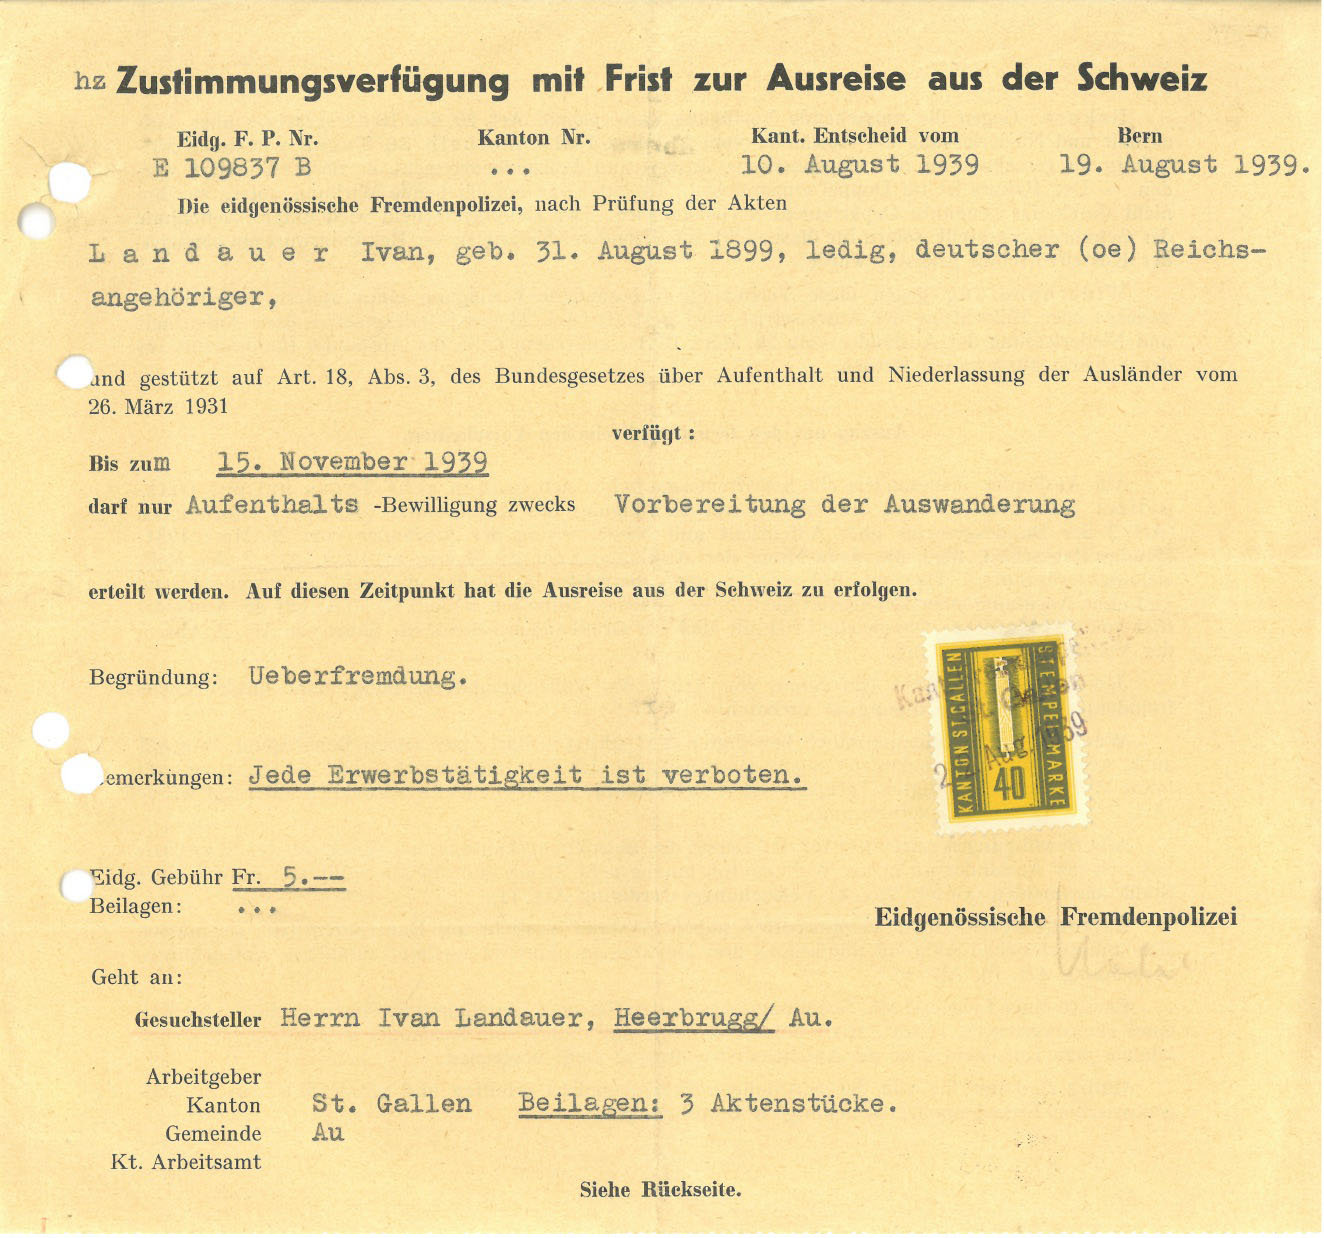 hz Zustimmungsverfügung mit Frist zur Ausreise aus der Schweiz
Eidg. F. P. Nr. Kanton Nr. Kant. Entscheid vom Bern
E 109837 B ... 10. August 1939 19. August 1939.
Die eidgenössische Fremdenpolizei, nach Prüfung der Akten
L a n d a u e r Ivan, geb. 31. August 1899, ledig, deutscher (oe) Reichs-
angehöriger,
und gestützt auf Art. 18, Abs. 3, des Bundesgesetzes über Aufenthalt und Niederlassung der Ausländer vom
26. März 1931
verfügt :
Bis zum 15. November 1939
darf nur Aufenthalts -Bewilligung zwecks Vorbereitung der Auswanderung
erteilt werden. Auf diesen Zeitpunkt hat die Ausreise aus der Schweiz zu erfolgen.
Begründung: Ueberfremdung.
KANTON ST. GALLEN
STEMPELMARKE
40
Aug. 1939
Bemerkungen: Jede Erwerbstätigkeit ist verboten.
Eidg. Gebühr Fr. 5.--
Beilagen: ...
Eidgenössische Fremdenpolizei
Geht an:
Gesuchsteller Herrn Ivan Landauer, Heerbrugg/ Au.
Arbeitgeber
Kanton St. Gallen Beilagen: 3 Aktenstücke.
Gemeinde Au
Kt. Arbeitsamt
Siehe Rückseite.